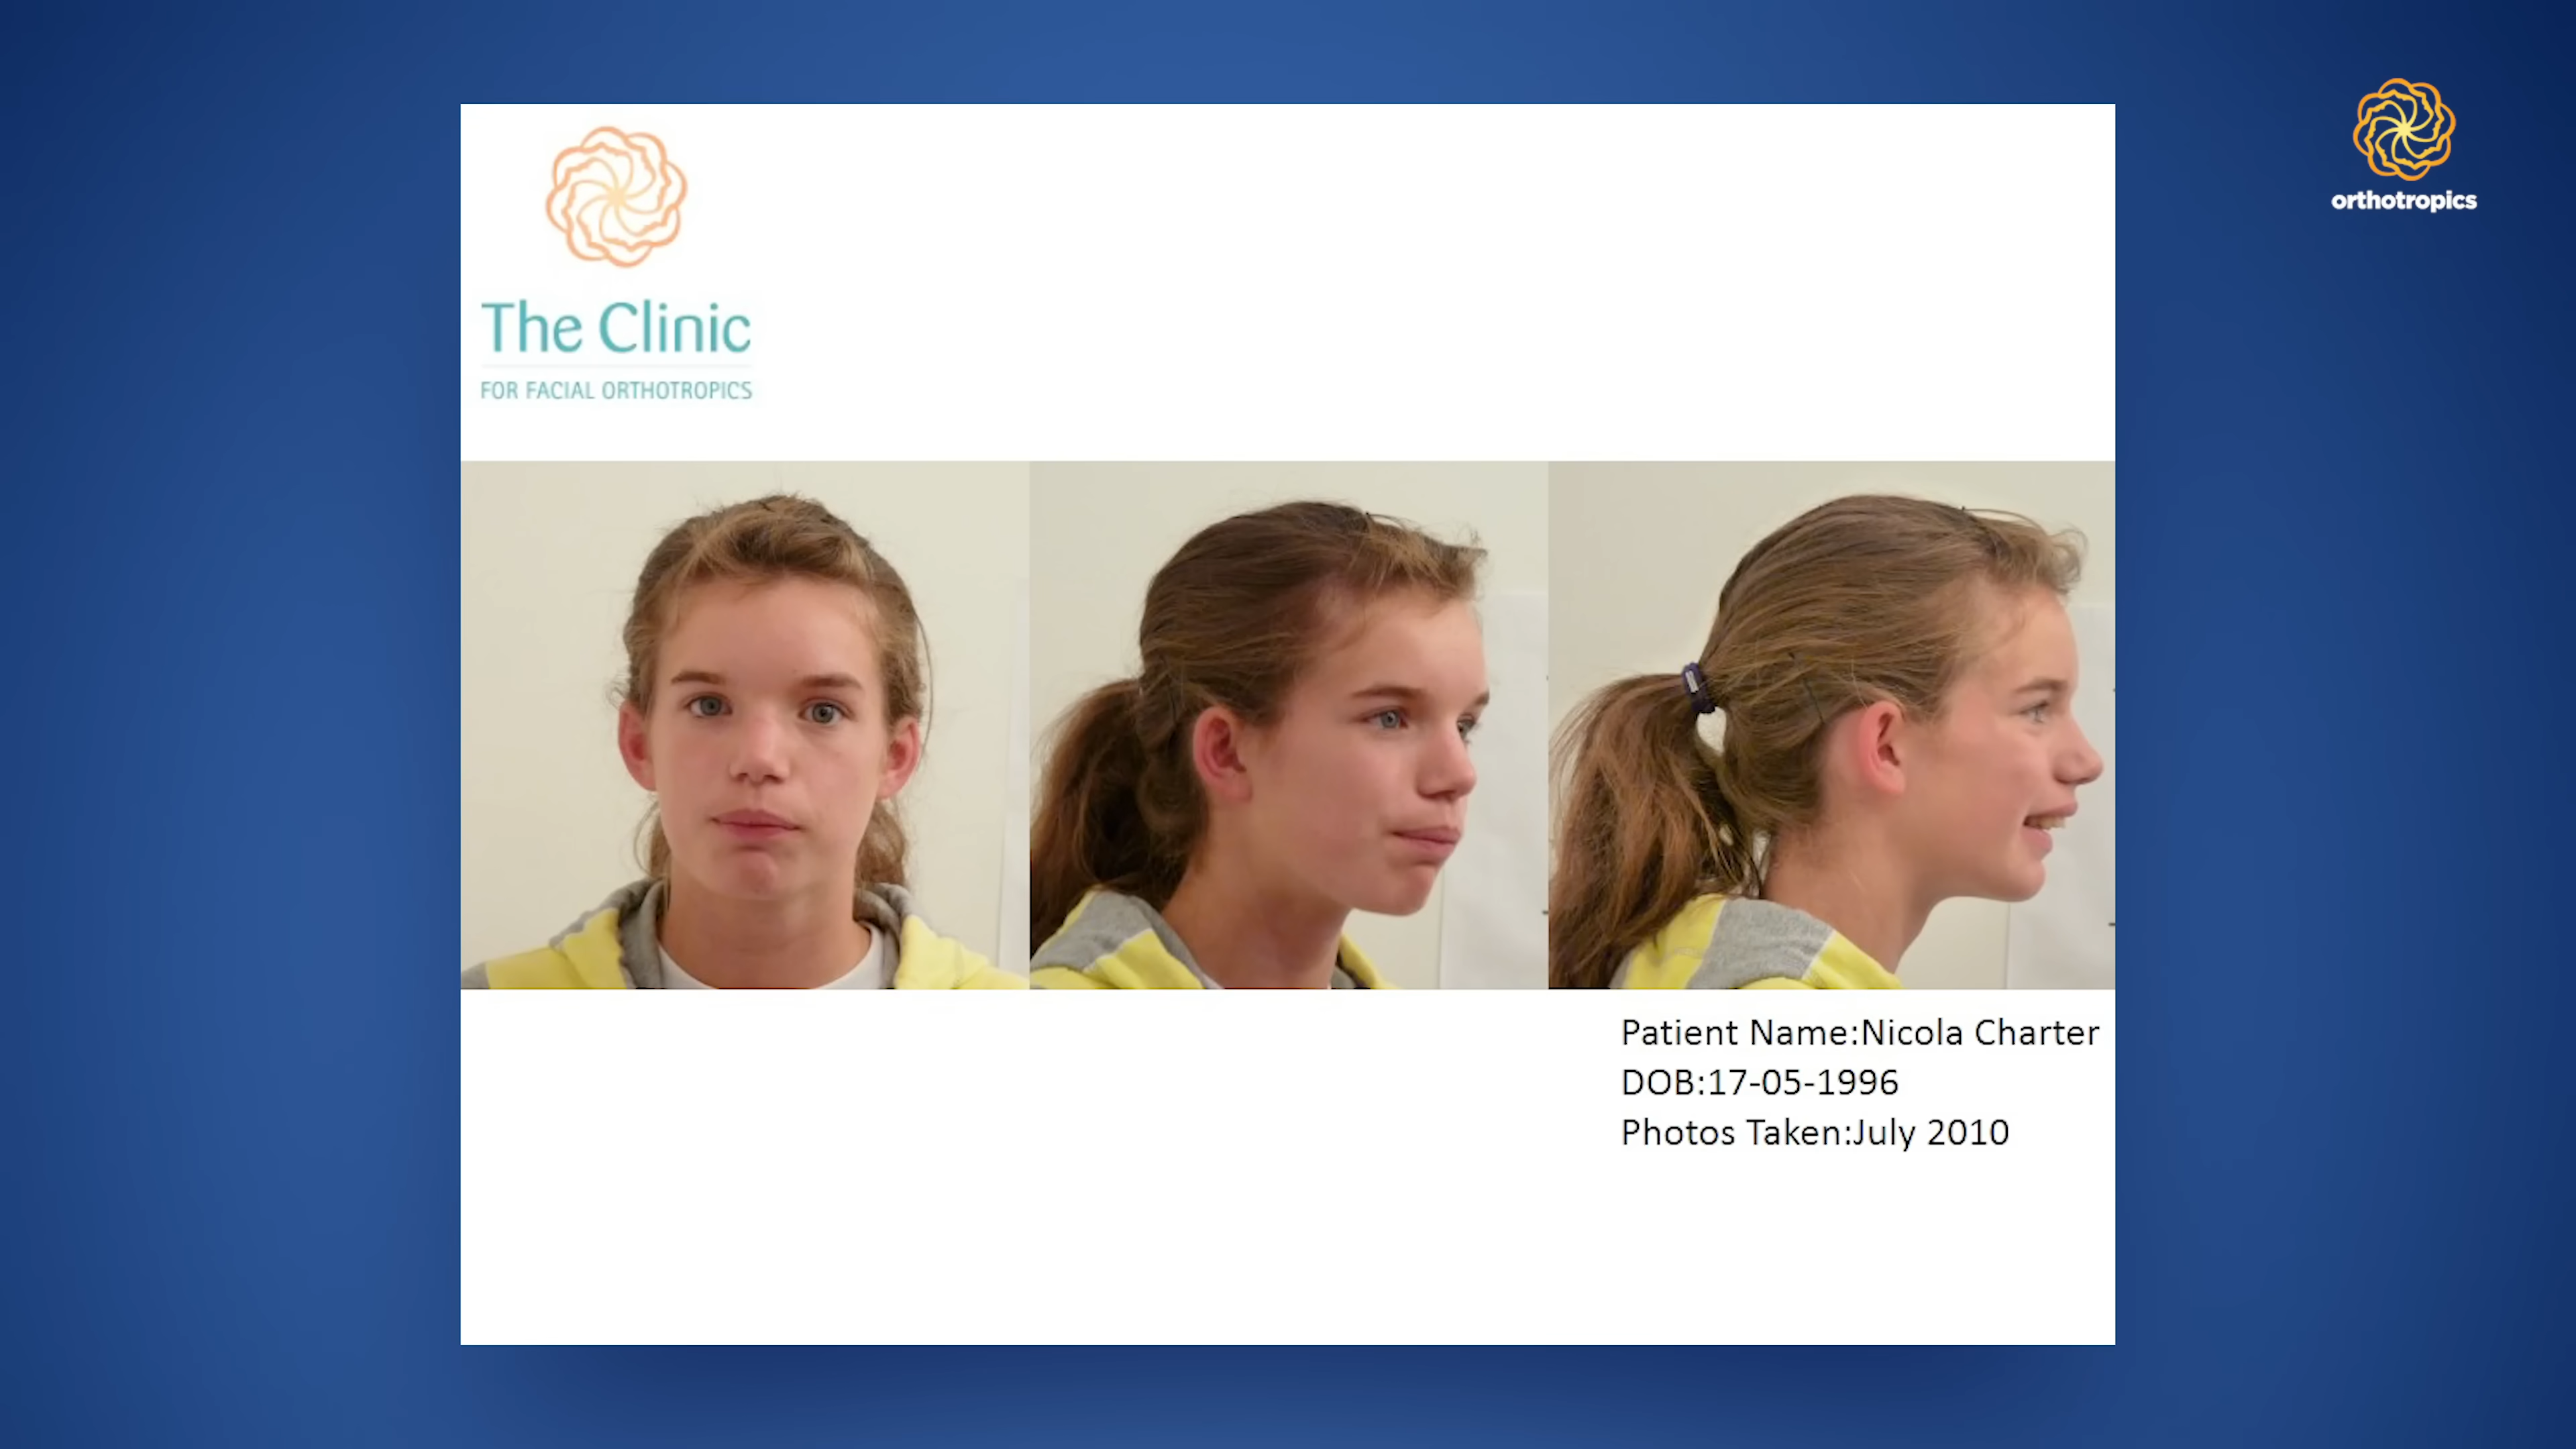 orthotropics
The Clinic
FOR FACIAL ORTHOTROPICS
Patient Name:Nicola Charter
DOB:17-05-1996
Photos Taken:July 2010